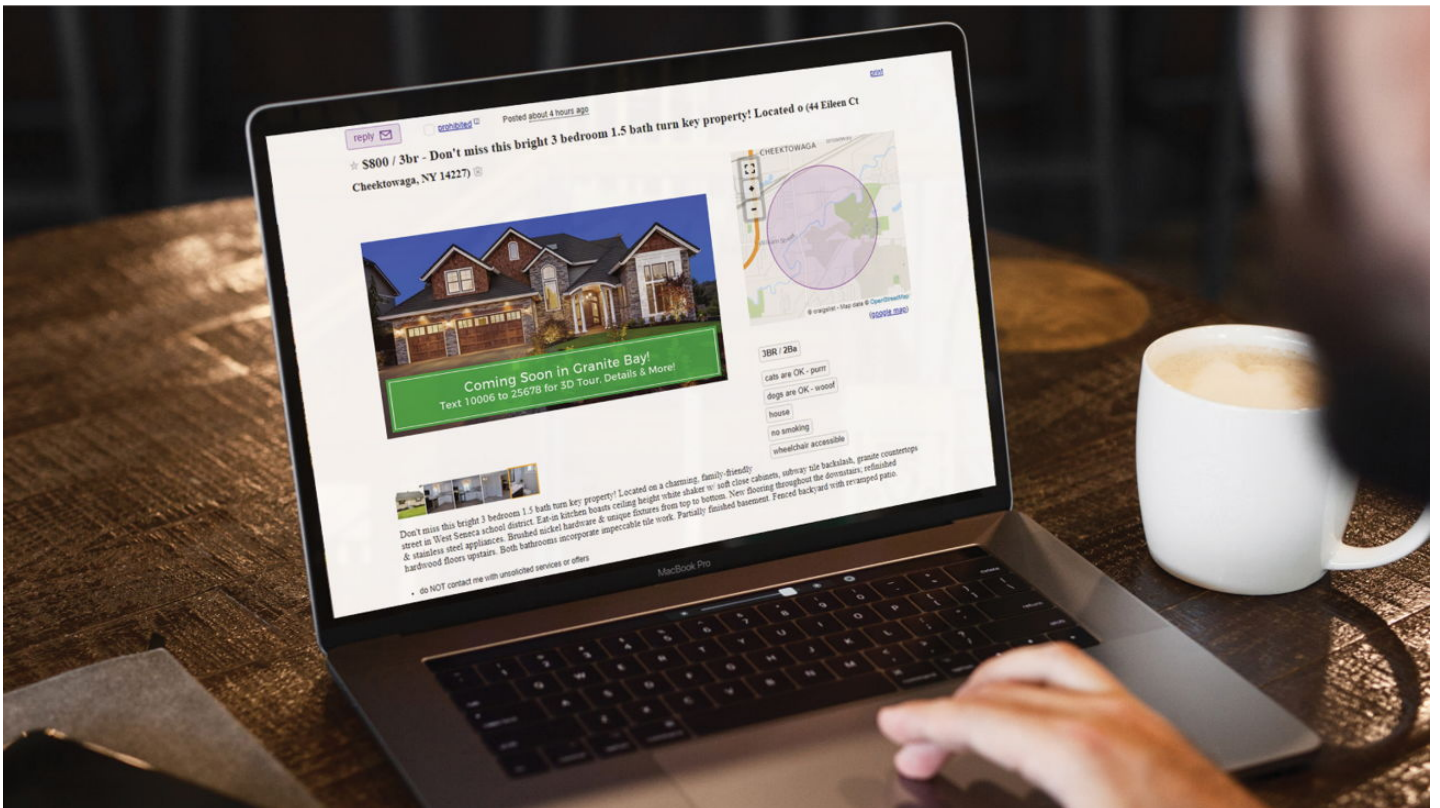 print
reply
prohibited [?]
Posted about 4 hours ago
$800 / 3br - Don't miss this bright 3 bedroom 1.5 bath turn key property! Located o (44 Eileen Ct
Cheektowaga, NY 14227)
CHEEKTOWAGA
+
-
© craigslist - Map data © OpenStreetMap
(google map)
Coming Soon in Granite Bay!
Text 10006 to 25678 for 3D Tour, Details & More!
3BR / 2Ba
cats are OK - purrr
dogs are OK - wooof
house
no smoking
wheelchair accessible
Don't miss this bright 3 bedroom 1.5 bath turn key property! Located on a charming, family-friendly
street in West Seneca school district. Eat-in kitchen boasts ceiling height white shaker w/ soft close cabinets, subway tile backslash, granite countertops
& stainless steel appliances. Brushed nickel hardware & unique fixtures from top to bottom. New flooring throughout the downstairs; refinished
hardwood floors upstairs. Both bathrooms incorporate impeccable tile work. Partially finished basement. Fenced backyard with revamped patio.
• do NOT contact me with unsolicited services or offers
MacBook Pro